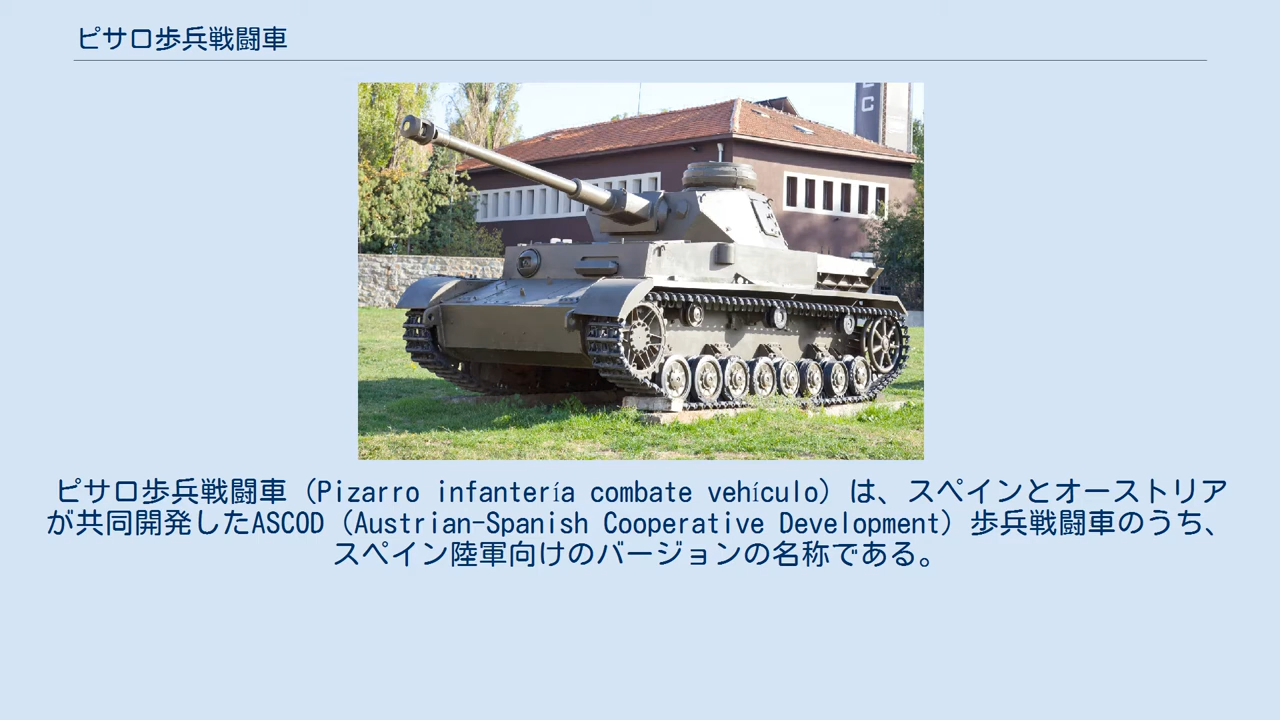 ピサロ歩兵戦闘車
C
ピサロ歩兵戦闘車（Pizarro infantería combate vehículo）は、スペインとオーストリア
が共同開発したASCOD（Austrian-Spanish Cooperative Development）歩兵戦闘車のうち、
スペイン陸軍向けのバージョンの名称である。